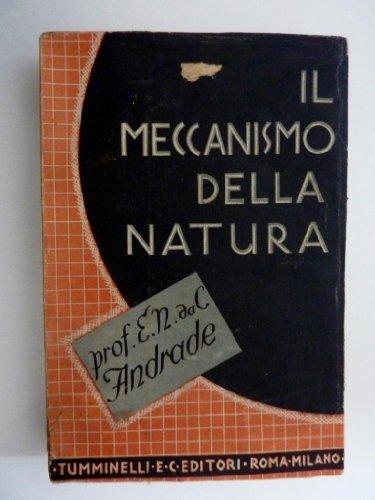 IL
MECCANISMO
DELLA
NATURA
prof. E. N. da C
Andrade
·TUMMINELLI·E·C·EDITORI·ROMA·MILANO·